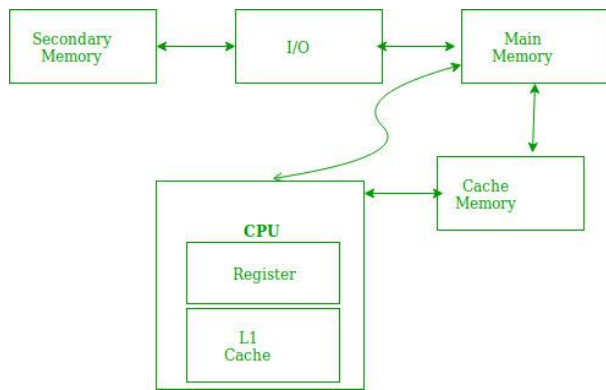 Secondary
Memory
I/O
Main
Memory
Cache
Memory
CPU
Register
L1
Cache